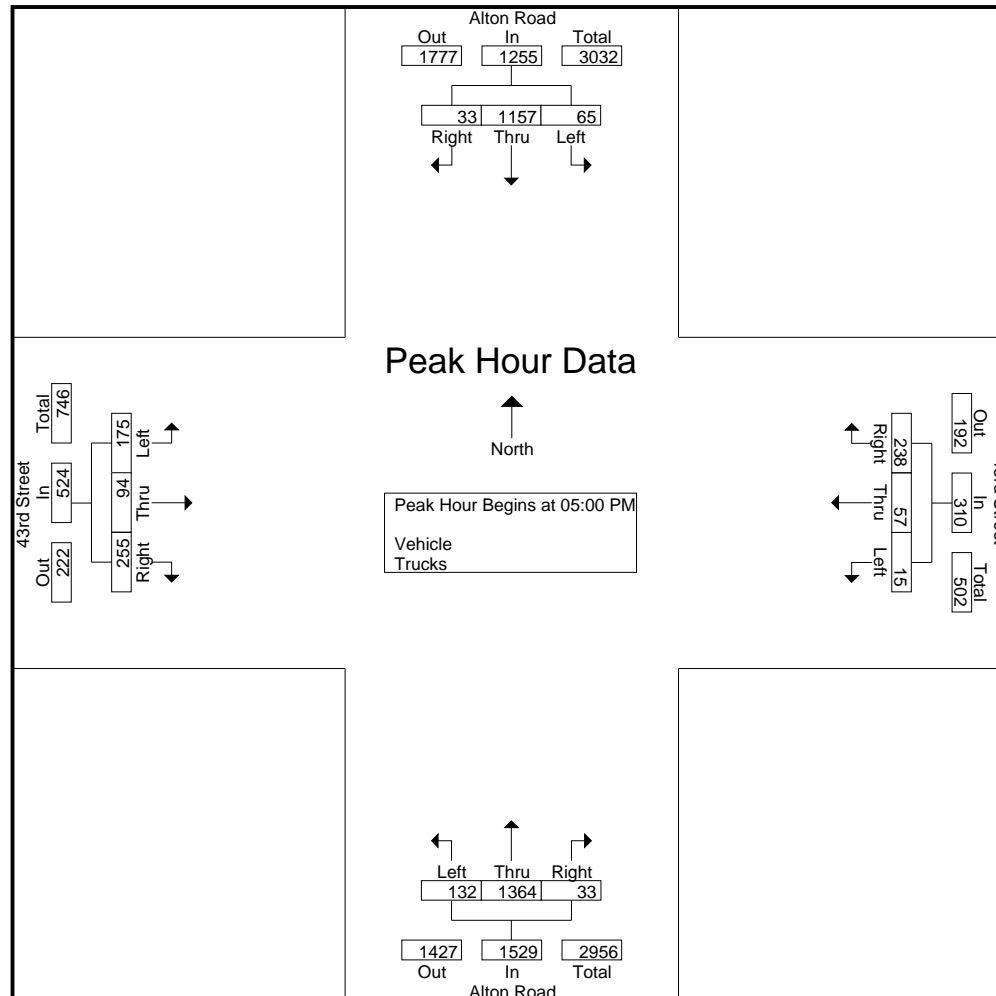 Alton Road
Out In Total
1777 1255 3032
33 1157 65
Right Thru Left
Peak Hour Data
North
Peak Hour Begins at 05:00 PM
Vehicle
Trucks
43rd Street
Total In Out
746 524 222
175 94 255
Left Thru Right
Right Thru Left
238 57 15
Out In Total
192 310 502
Street
Left Thru Right
132 1364 33
1427 1529 2956
Out In Total
Alton Road